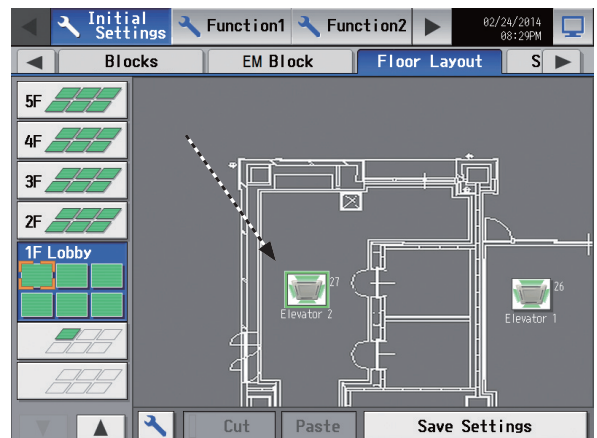 Initial
Settings
Function1
Function2
02/24/2014
08:29PM
Blocks
EM Block
Floor Layout
S
5F
4F
3F
2F
1F Lobby
27
Elevator 2
26
Elevator 1
Cut
Paste
Save Settings